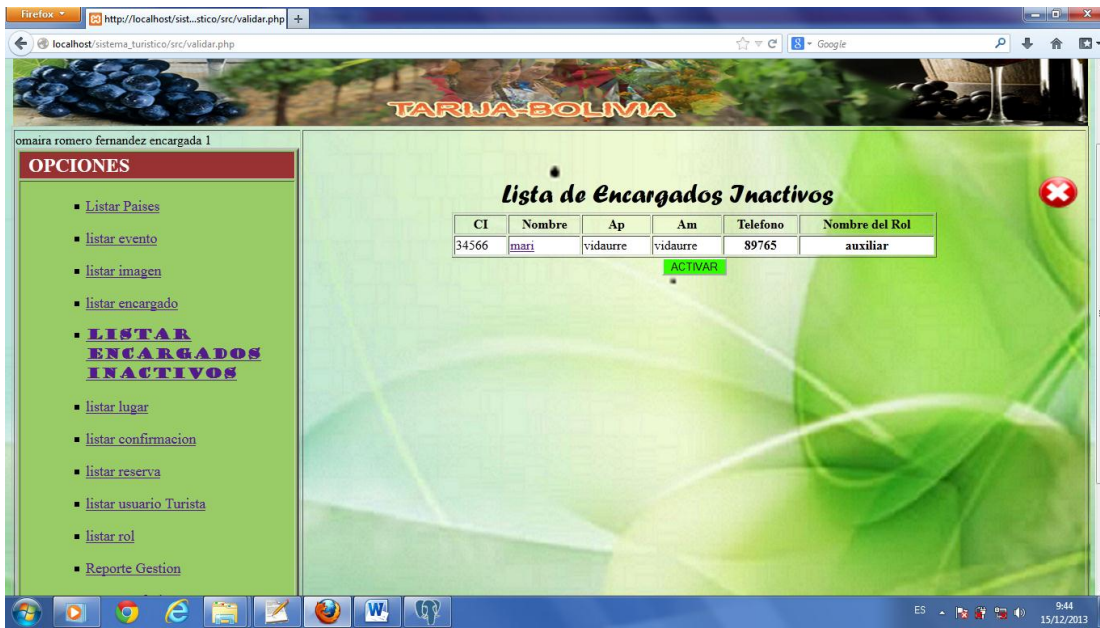 Firefox
http://localhost/sist...stico/src/validar.php
localhost/sistema_turistico/src/validar.php
Google
TARIJA-BOLIVIA
omaira romero fernandez encargada 1
OPCIONES
Listar Paises
listar evento
listar imagen
listar encargado
LISTAR
ENCARGADOS
INACTIVOS
listar lugar
listar confirmacion
listar reserva
listar usuario Turista
listar rol
Reporte Gestion
Lista de Encargados Inactivos
CI Nombre Ap Am Telefono Nombre del Rol
34566 mari vidaurre vidaurre 89765 auxiliar
ACTIVAR
ES
9:44
15/12/2013